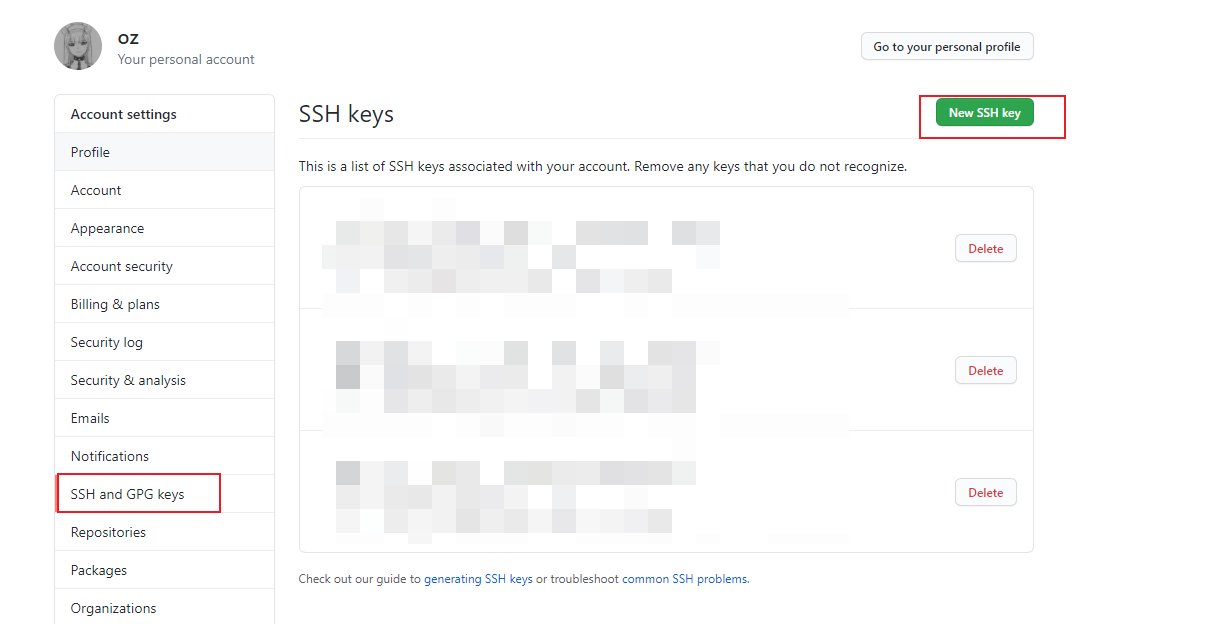 OZ
Your personal account
Go to your personal profile
Account settings
Profile
Account
Appearance
Account security
Billing & plans
Security log
Security & analysis
Emails
Notifications
SSH and GPG keys
Repositories
Packages
Organizations
SSH keys
New SSH key
This is a list of SSH keys associated with your account. Remove any keys that you do not recognize.
Delete
Delete
Delete
Check out our guide to generating SSH keys or troubleshoot common SSH problems.